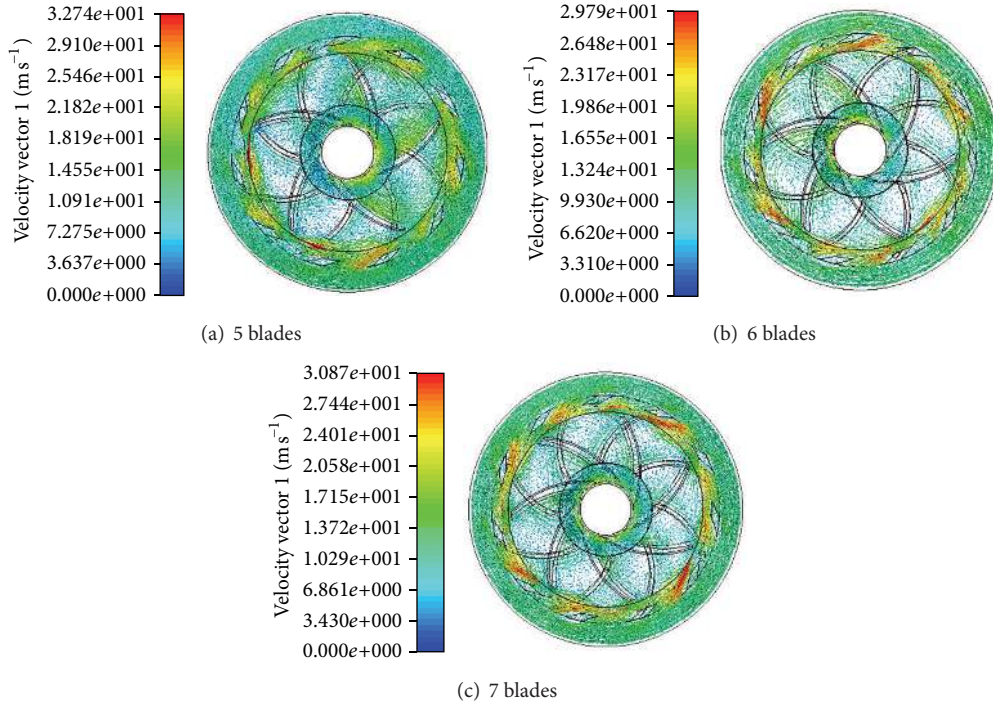 3.274e+001
2.910e+001
2.546e+001
2.182e+001
1.819e+001
1.455e+001
1.091e+001
7.275e+000
3.637e+000
0.000e+000
Velocity vector 1 (m s⁻¹)
(a) 5 blades
2.979e+001
2.648e+001
2.317e+001
1.986e+001
1.655e+001
1.324e+001
9.930e+000
6.620e+000
3.310e+000
0.000e+000
Velocity vector 1 (m s⁻¹)
(b) 6 blades
3.087e+001
2.744e+001
2.401e+001
2.058e+001
1.715e+001
1.372e+001
1.029e+001
6.861e+000
3.430e+000
0.000e+000
Velocity vector 1 (m s⁻¹)
(c) 7 blades